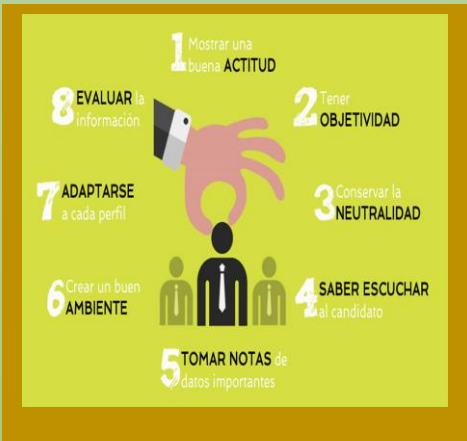 1 Mostrar una
buena ACTITUD
2 Tener
OBJETIVIDAD
3 Conservar la
NEUTRALIDAD
4 SABER ESCUCHAR
al candidato
5 TOMAR NOTAS de
datos importantes
6 Crear un buen
AMBIENTE
7 ADAPTARSE
a cada perfil
8 EVALUAR la
información